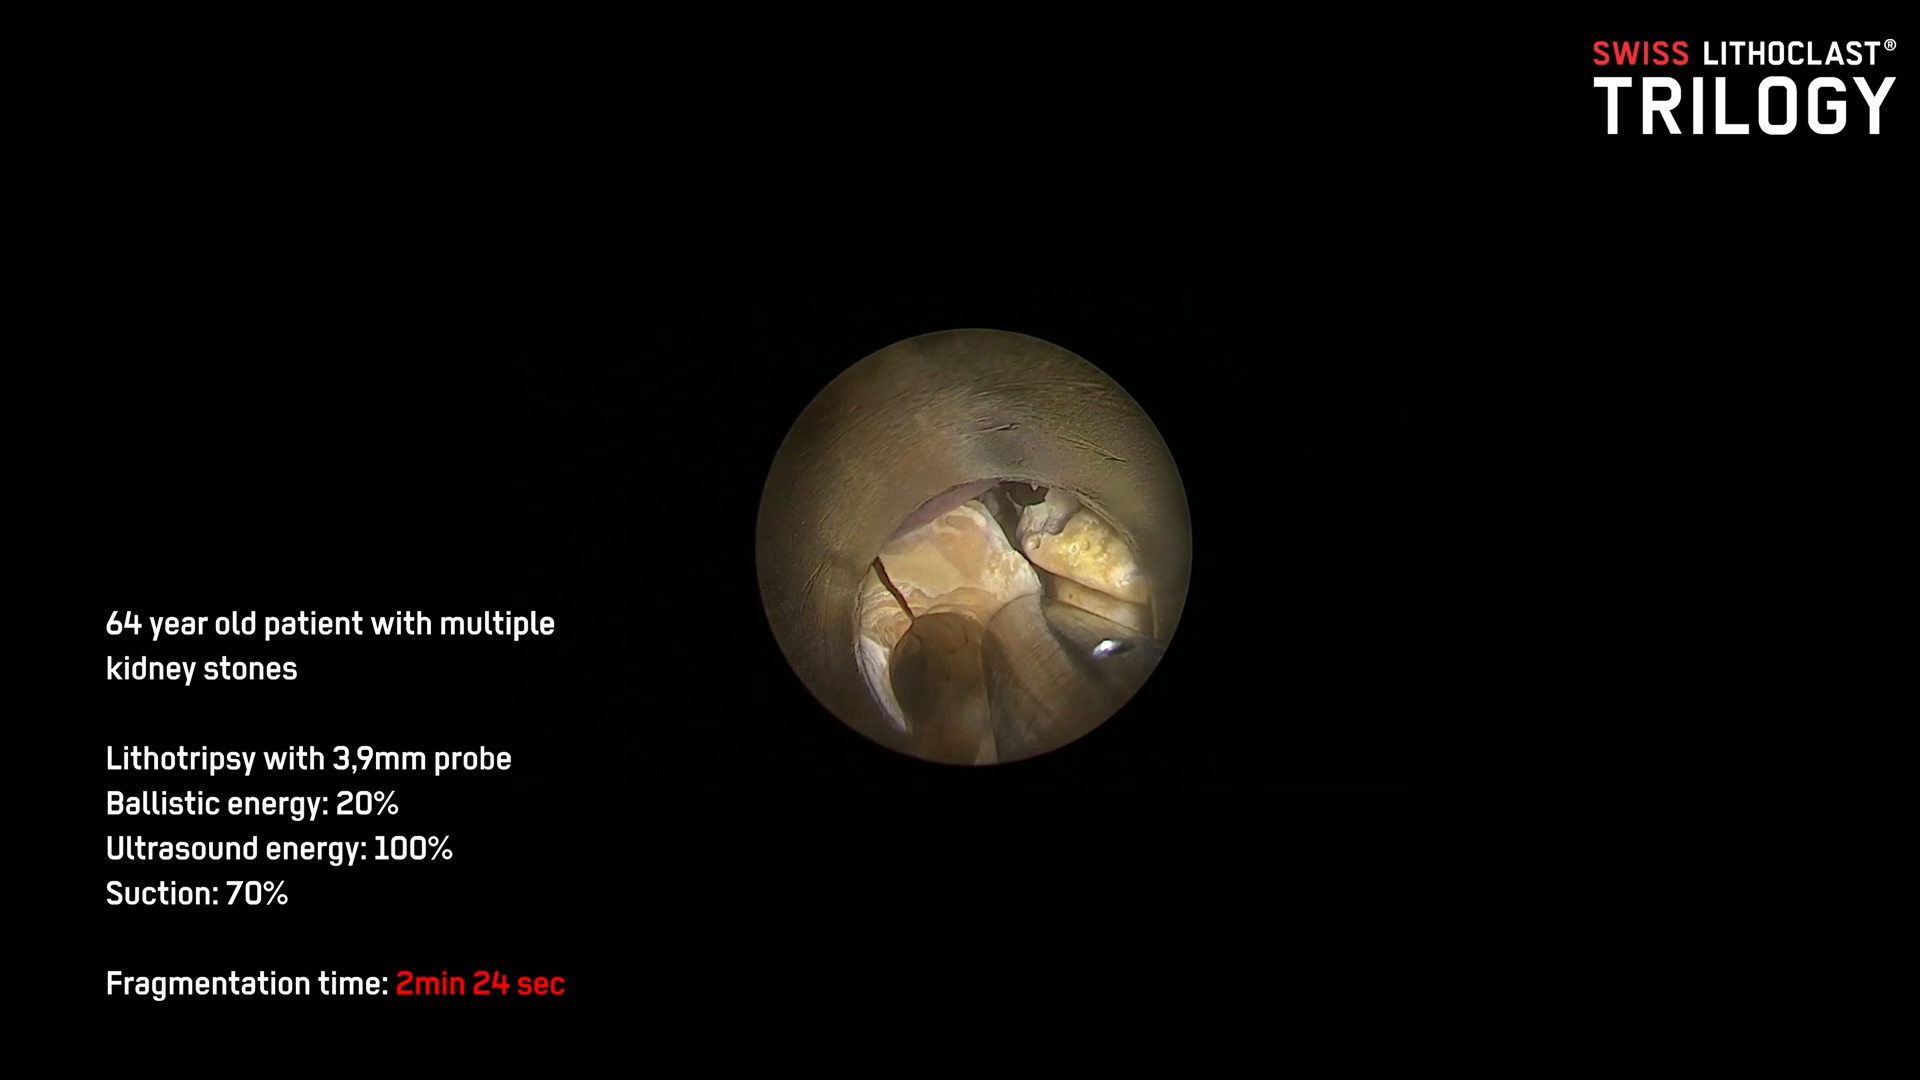 SWISS LITHOCLAST®
TRILOGY
64 year old patient with multiple
kidney stones
Lithotripsy with 3,9mm probe
Ballistic energy: 20%
Ultrasound energy: 100%
Suction: 70%
Fragmentation time: 2min 24 sec